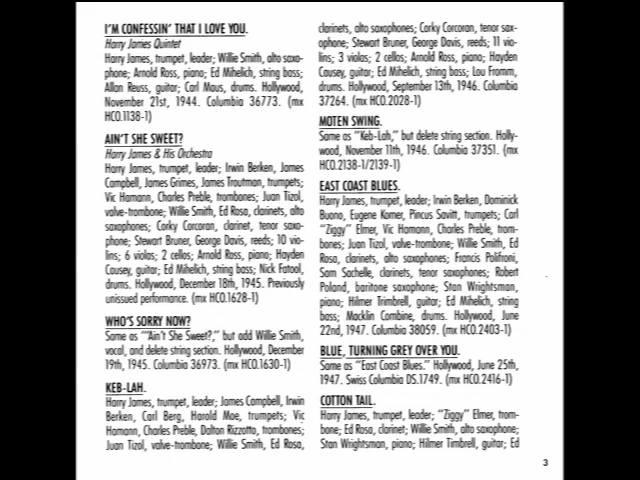 I'M CONFESSIN' THAT I LOVE YOU.
Harry James Quintet
Harry James, trumpet, leader; Willie Smith, alto saxo-
phone; Arnold Ross, piano; Ed Mihelich, string bass;
Allan Reuss, guitar; Carl Maus, drums. Hollywood,
November 21st, 1944. Columbia 36773. (mx
HCO.1138-1)
AIN'T SHE SWEET?
Harry James & His Orchestra
Harry James, trumpet, leader; Irwin Berken, James
Campbell, James Grimes, James Troutman, trumpets;
Vic Hamann, Charles Preble, trombones; Juan Tizol,
valve-trombone; Willie Smith, Ed Rosa, clarinets, alto
saxophones; Corky Corcoran, clarinet, tenor saxo-
phone; Stewart Bruner, George Davis, reeds; 10 vio-
lins; 6 violas; 2 cellos; Arnold Ross, piano; Hayden
Causey, guitar; Ed Mihelich, string bass; Nick Fatool,
drums. Hollywood, December 18th, 1945. Previously
unissued performance. (mx HCO.1628-1)
WHO'S SORRY NOW?
Same as "Ain't She Sweet?," but add Willie Smith,
vocal, and delete string section. Hollywood, December
19th, 1945. Columbia 36973. (mx HCO.1630-1)
KEB-LAH.
Harry James, trumpet, leader; James Campbell, Irwin
Berken, Carl Berg, Harold Moe, trumpets; Vic
Hamann, Charles Preble, Dalton Rizzotto, trombones;
Juan Tizol, valve-trombone; Willie Smith, Ed Rosa,
clarinets, alto saxophones; Corky Corcoran, tenor sax-
ophone; Stewart Bruner, George Davis, reeds; 11 vio-
lins; 3 violas; 2 cellos; Arnold Ross, piano; Hayden
Causey, guitar; Ed Mihelich, string bass; Lou Fromm,
drums. Hollywood, September 13th, 1946. Columbia
37264. (mx HCO.2028-1)
MOTEN SWING.
Same as "Keb-Lah," but delete string section. Holly-
wood, November 11th, 1946. Columbia 37351. (mx
HCO.2138-1/2139-1)
EAST COAST BLUES.
Harry James, trumpet, leader; Irwin Berken, Dominick
Buono, Eugene Komer, Pincus Savitt, trumpets; Carl
"Ziggy" Elmer, Vic Hamann, Charles Preble, trom-
bones; Juan Tizol, valve-trombone; Willie Smith, Ed
Rosa, clarinets, alto saxophones; Francis Polifroni,
Sam Sachelle, clarinets, tenor saxophones; Robert
Poland, baritone saxophone; Stan Wrightsman,
piano; Hilmer Trimbrell, guitar; Ed Mihelich, string
bass; Macklin Combine, drums. Hollywood, June
22nd, 1947. Columbia 38059. (mx HCO.2403-1)
BLUE, TURNING GREY OVER YOU.
Same as "East Coast Blues." Hollywood, June 25th,
1947. Swiss Columbia DS.1749. (mx HCO.2416-1)
COTTON TAIL.
Harry James, trumpet, leader; "Ziggy" Elmer, trom-
bone; Ed Rosa, clarinet; Willie Smith, alto saxophone;
Stan Wrightsman, piano; Hilmer Timbrell, guitar; Ed
3